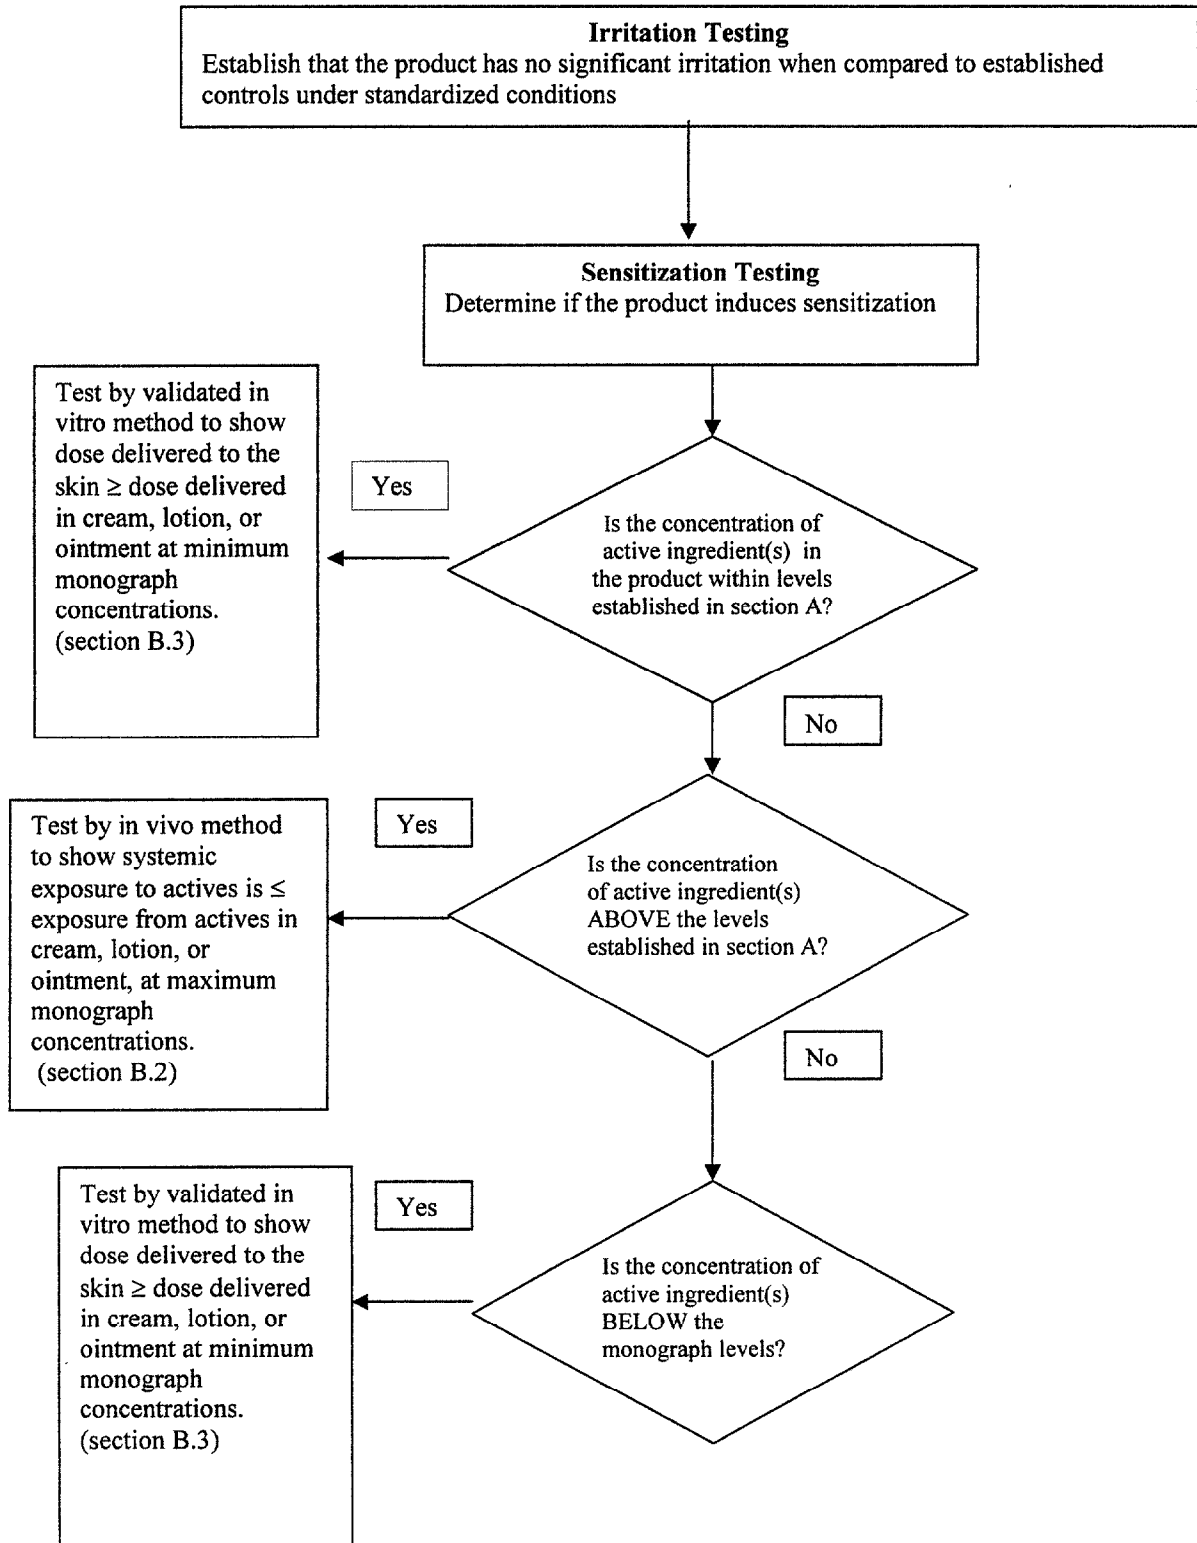 Irritation Testing
Establish that the product has no significant irritation when compared to established
controls under standardized conditions
Sensitization Testing
Determine if the product induces sensitization
Test by validated in
vitro method to show
dose delivered to the
skin ≥ dose delivered
in cream, lotion, or
ointment at minimum
monograph
concentrations.
(section B.3)
Yes
Is the concentration of
active ingredient(s) in
the product within levels
established in section A?
No
Test by in vivo method
to show systemic
exposure to actives is ≤
exposure from actives in
cream, lotion, or
ointment, at maximum
monograph
concentrations.
(section B.2)
Yes
Is the concentration
of active ingredient(s)
ABOVE the levels
established in section A?
No
Test by validated in
vitro method to show
dose delivered to the
skin ≥ dose delivered
in cream, lotion, or
ointment at minimum
monograph
concentrations.
(section B.3)
Yes
Is the concentration of
active ingredient(s)
BELOW the
monograph levels?